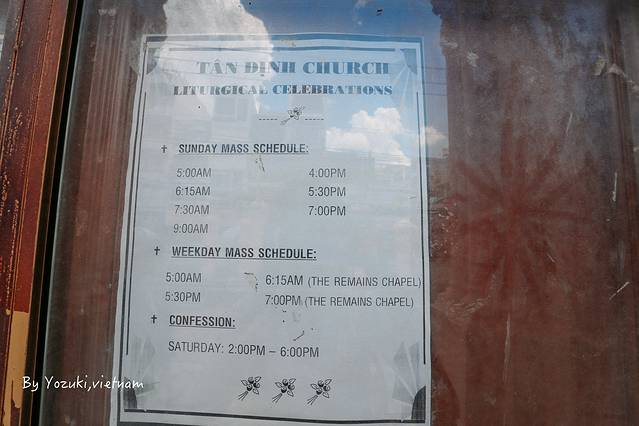 TÂN ĐỊNH CHURCH
LITURGICAL CELEBRATIONS
SUNDAY MASS SCHEDULE:
5:00AM 4:00PM
6:15AM 5:30PM
7:30AM 7:00PM
9:00AM
WEEKDAY MASS SCHEDULE:
5:00AM 6:15AM (THE REMAINS CHAPEL)
5:30PM 7:00PM (THE REMAINS CHAPEL)
CONFESSION:
SATURDAY: 2:00PM – 6:00PM
By Yozuki,vietnam